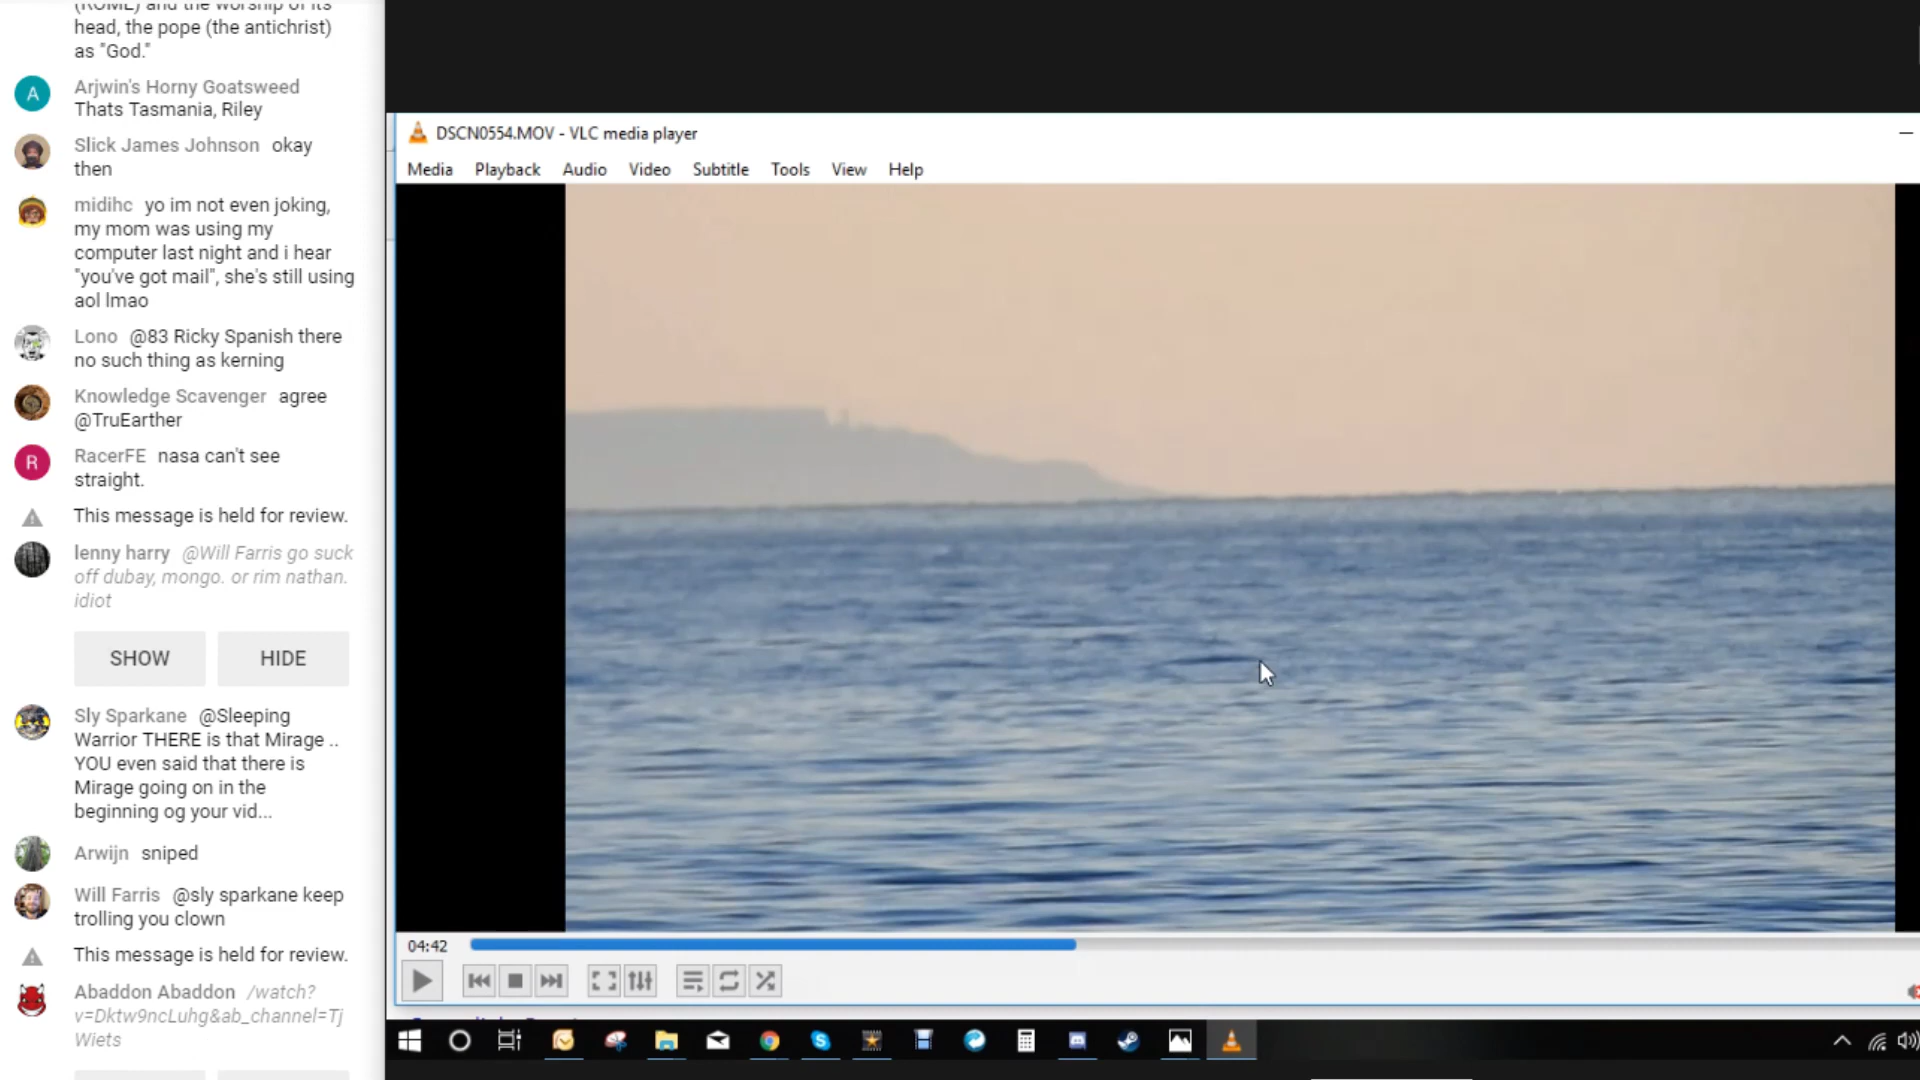 (ROME) and the worship of its
head, the pope (the antichrist)
as "God."
A
Arjwin's Horny Goatsweed
Thats Tasmania, Riley
Slick James Johnson okay
then
midihc yo im not even joking,
my mom was using my
computer last night and i hear
"you've got mail", she's still using
aol lmao
Lono @83 Ricky Spanish there
no such thing as kerning
Knowledge Scavenger agree
@TruEarther
R
RacerFE nasa can't see
straight.
This message is held for review.
lenny harry @Will Farris go suck
off dubay, mongo. or rim nathan.
idiot
SHOW HIDE
Sly Sparkane @Sleeping
Warrior THERE is that Mirage ..
YOU even said that there is
Mirage going on in the
beginning og your vid...
Arwijn sniped
Will Farris @sly sparkane keep
trolling you clown
This message is held for review.
Abaddon Abaddon /watch?
v=Dktw9ncLuhg&ab_channel=Tj
Wiets
DSCN0554.MOV - VLC media player
Media Playback Audio Video Subtitle Tools View Help
04:42